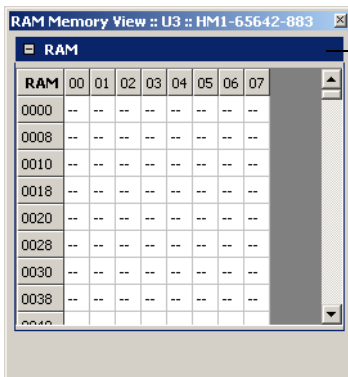 RAM Memory View :: U3 :: HM1-65642-883
RAM
RAM 00 01 02 03 04 05 06 07
0000 -- -- -- -- -- -- -- --
0008 -- -- -- -- -- -- -- --
0010 -- -- -- -- -- -- -- --
0018 -- -- -- -- -- -- -- --
0020 -- -- -- -- -- -- -- --
0028 -- -- -- -- -- -- -- --
0030 -- -- -- -- -- -- -- --
0038 -- -- -- -- -- -- -- --